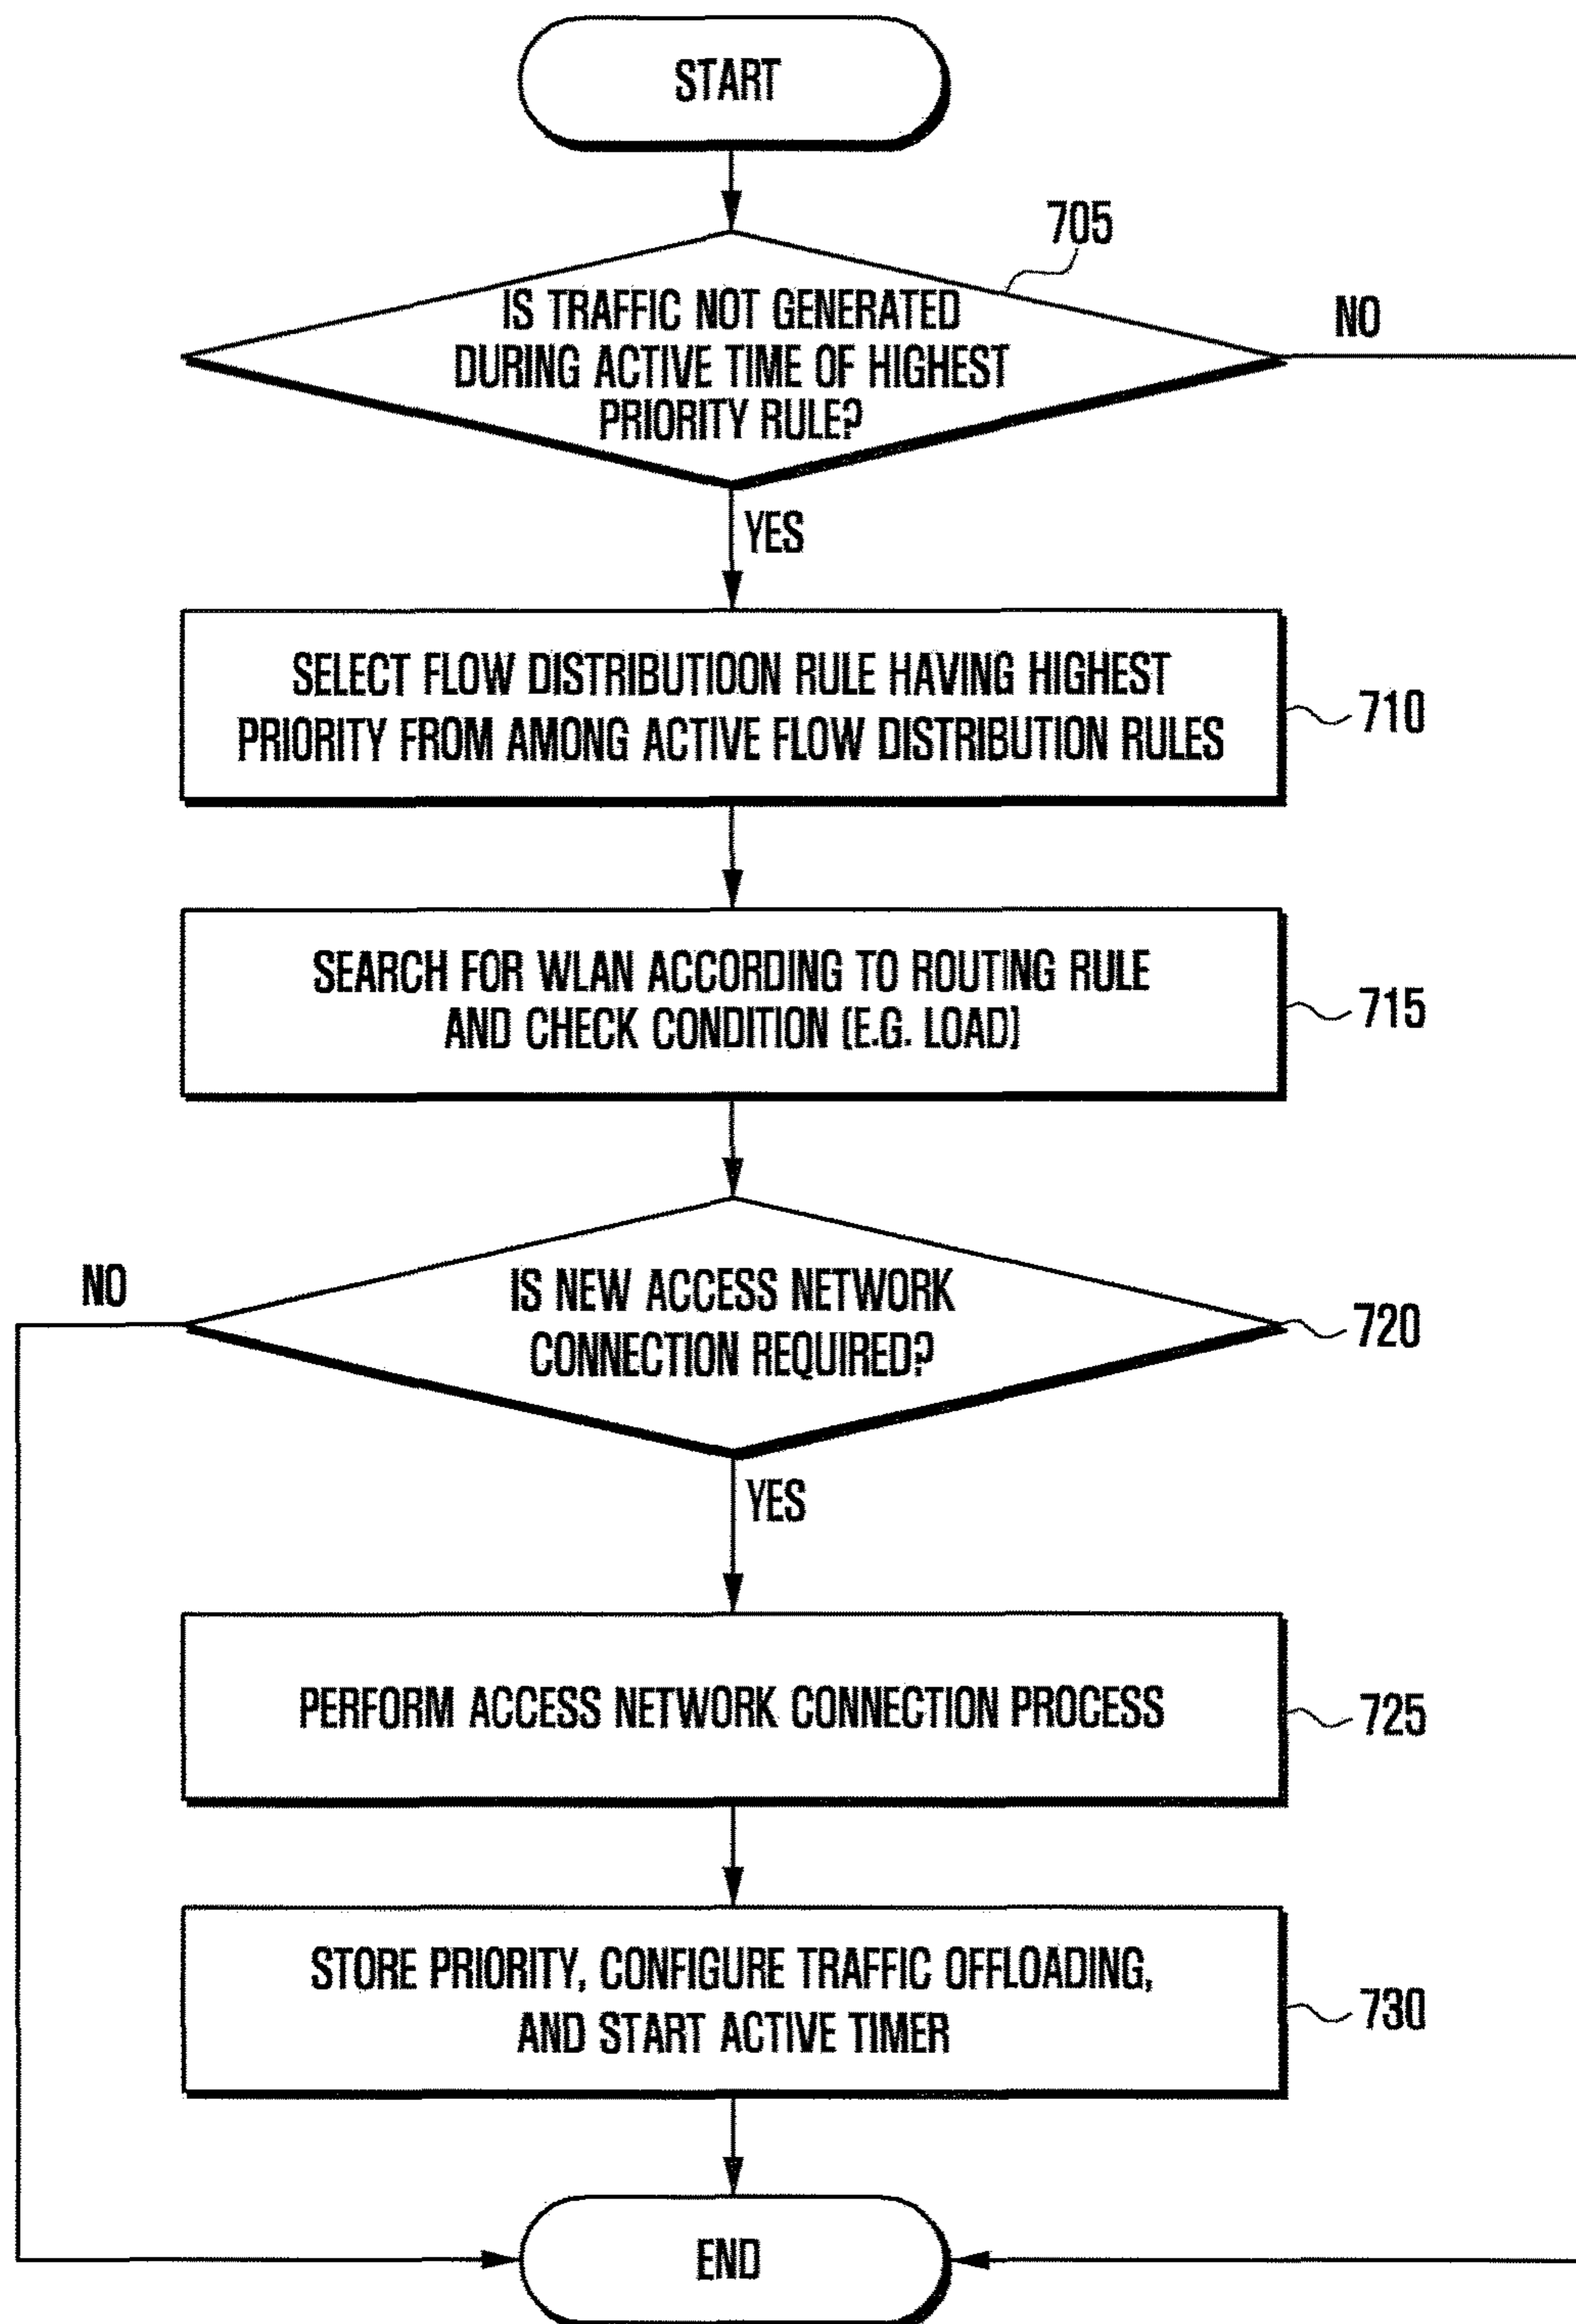 START
705
IS TRAFFIC NOT GENERATED
DURING ACTIVE TIME OF HIGHEST
PRIORITY RULE?
NO
YES
SELECT FLOW DISTRIBUTIOON RULE HAVING HIGHEST
PRIORITY FROM AMONG ACTIVE FLOW DISTRIBUTION RULES
710
SEARCH FOR WLAN ACCORDING TO ROUTING RULE
AND CHECK CONDITION (E.G. LOAD)
715
NO
IS NEW ACCESS NETWORK
CONNECTION REQUIRED?
720
YES
PERFORM ACCESS NETWORK CONNECTION PROCESS
725
STORE PRIORITY, CONFIGURE TRAFFIC OFFLOADING,
AND START ACTIVE TIMER
730
END